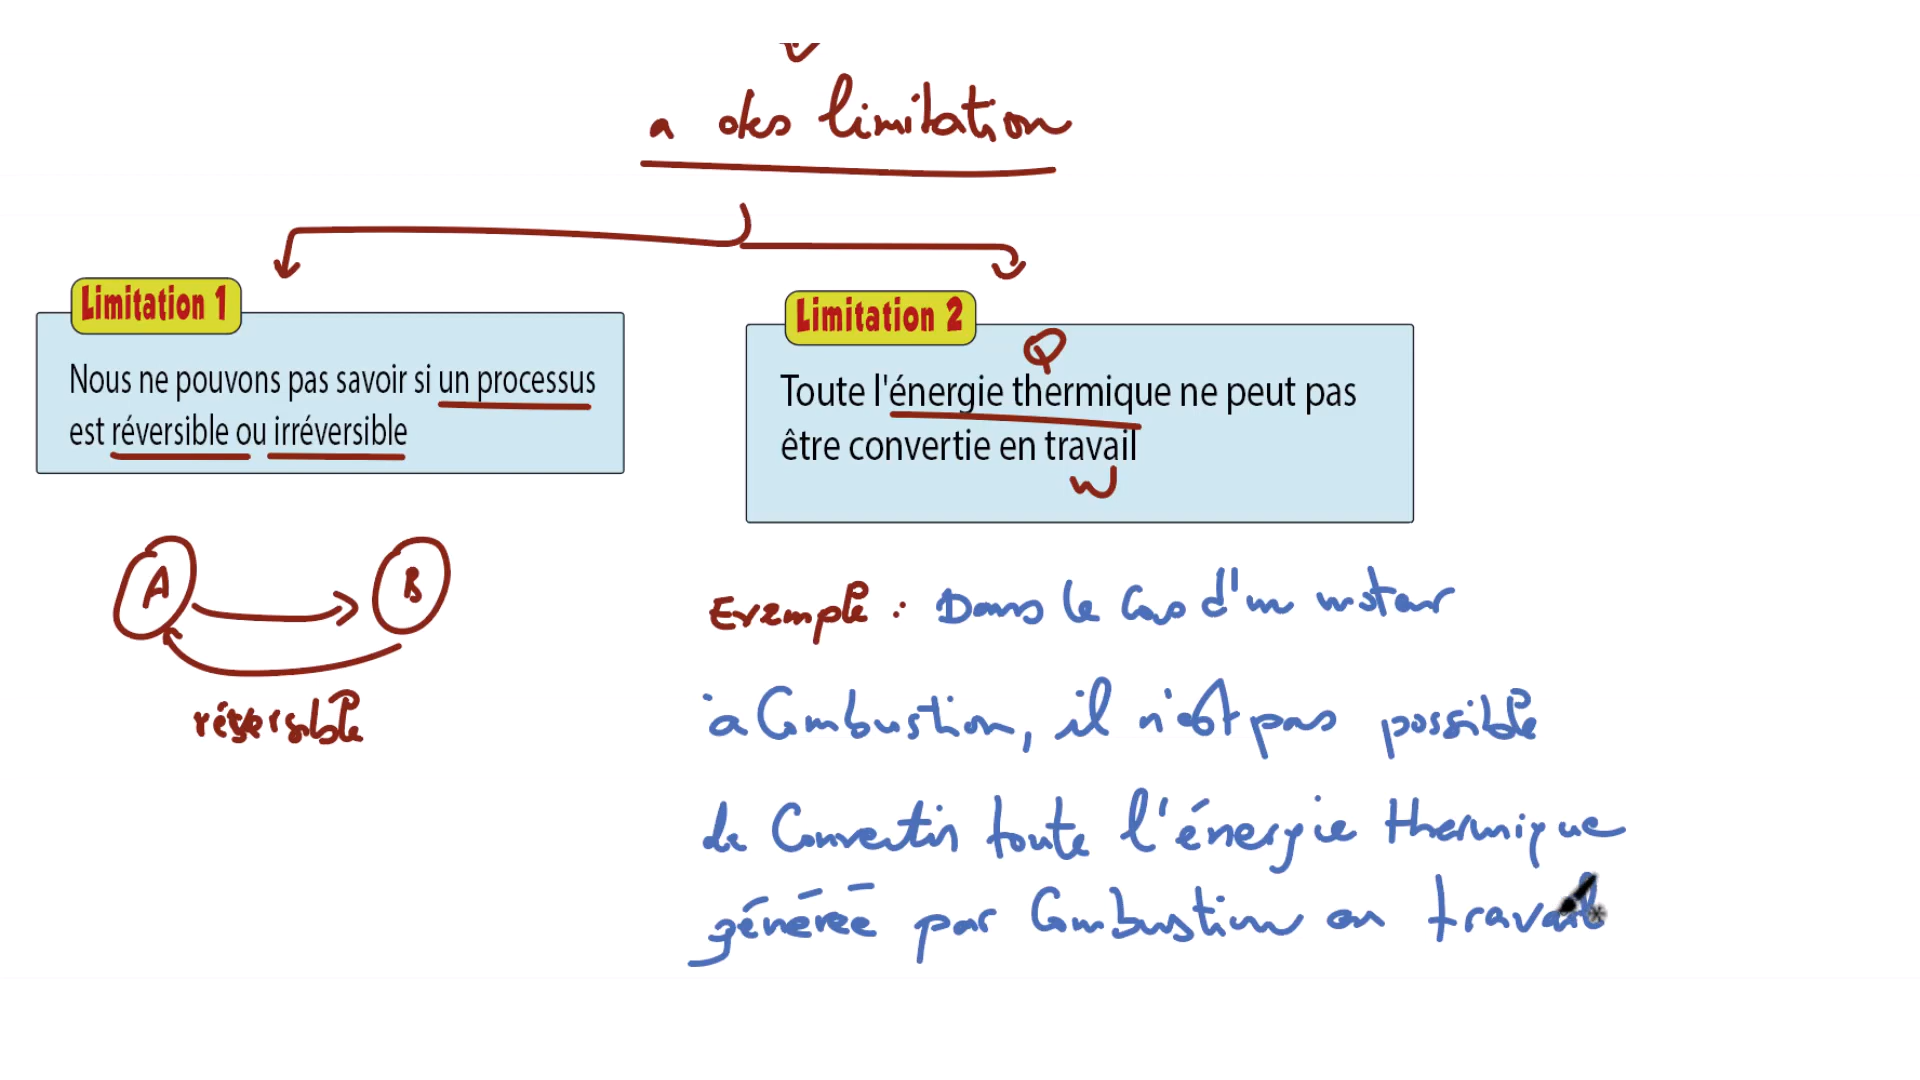 a des limitation
Limitation 1
Nous ne pouvons pas savoir si un processus
est réversible ou irréversible
A
B
réversible
Limitation 2
Q
Toute l'énergie thermique ne peut pas
être convertie en travail
W
Exemple : Dans le cas d'un moteur
à combustion, il n'est pas possible
de convertir toute l'énergie thermique
générée par combustion en travail